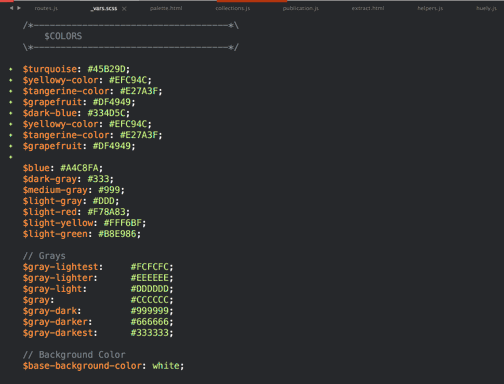 routes.js _vars.scss palette.html collections.js publication.js extract.html helpers.js huely.js
/*------------------------------------*\
$COLORS
\*------------------------------------*/
$turquoise: #45B29D;
$yellowy-color: #EFC94C;
$tangerine-color: #E27A3F;
$grapefruit: #DF4949;
$dark-blue: #334D5C;
$yellowy-color: #EFC94C;
$tangerine-color: #E27A3F;
$grapefruit: #DF4949;
$blue: #A4C8FA;
$dark-gray: #333;
$medium-gray: #999;
$light-gray: #DDD;
$light-red: #F78A83;
$light-yellow: #FFF6BF;
$light-green: #B8E986;
// Grays
$gray-lightest: #FCFCFC;
$gray-lighter: #EEEEEE;
$gray-light: #DDDDDD;
$gray: #CCCCCC;
$gray-dark: #999999;
$gray-darker: #666666;
$gray-darkest: #333333;
// Background Color
$base-background-color: white;